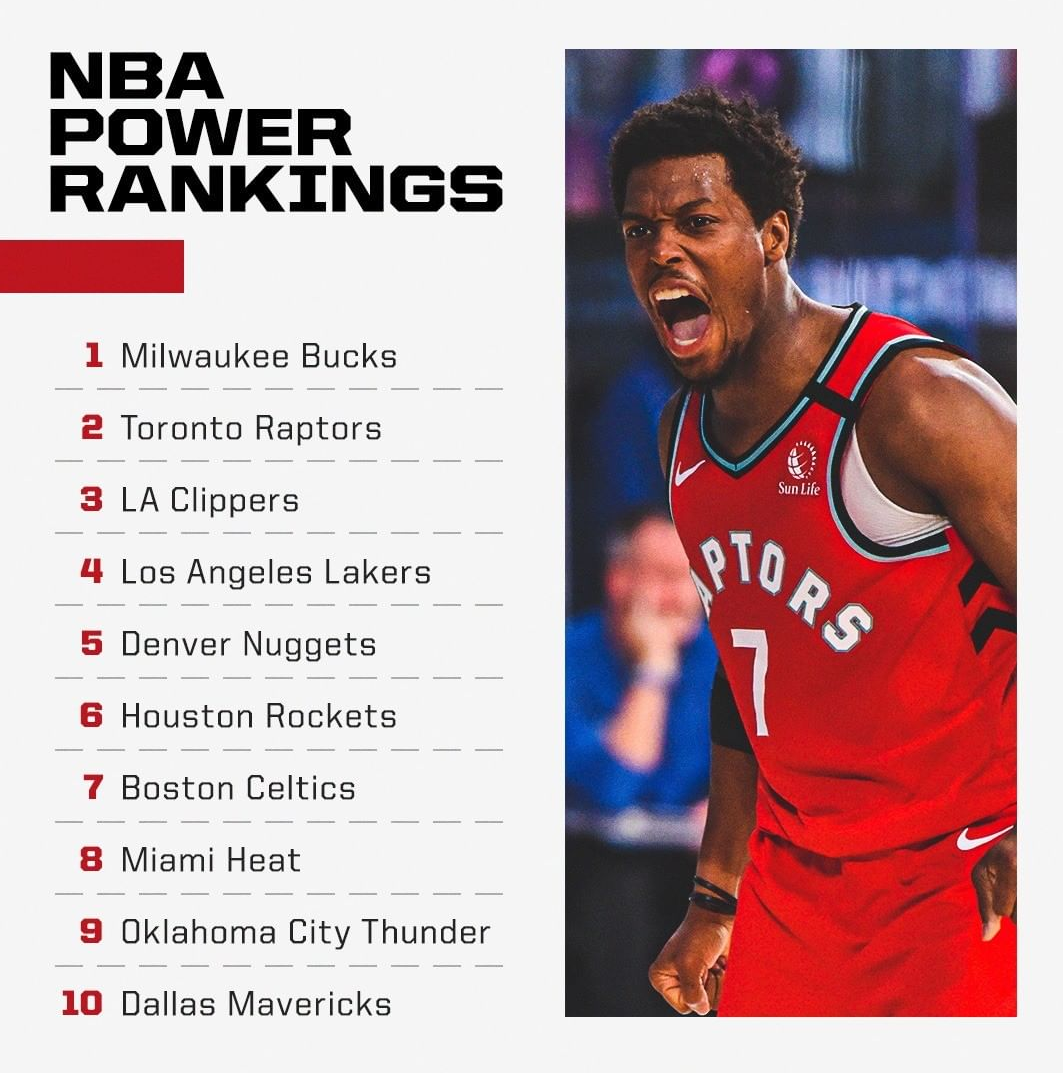 NBA
POWER
RANKINGS
1 Milwaukee Bucks
2 Toronto Raptors
3 LA Clippers
4 Los Angeles Lakers
5 Denver Nuggets
6 Houston Rockets
7 Boston Celtics
8 Miami Heat
9 Oklahoma City Thunder
10 Dallas Mavericks
Sun Life
APTORS
7